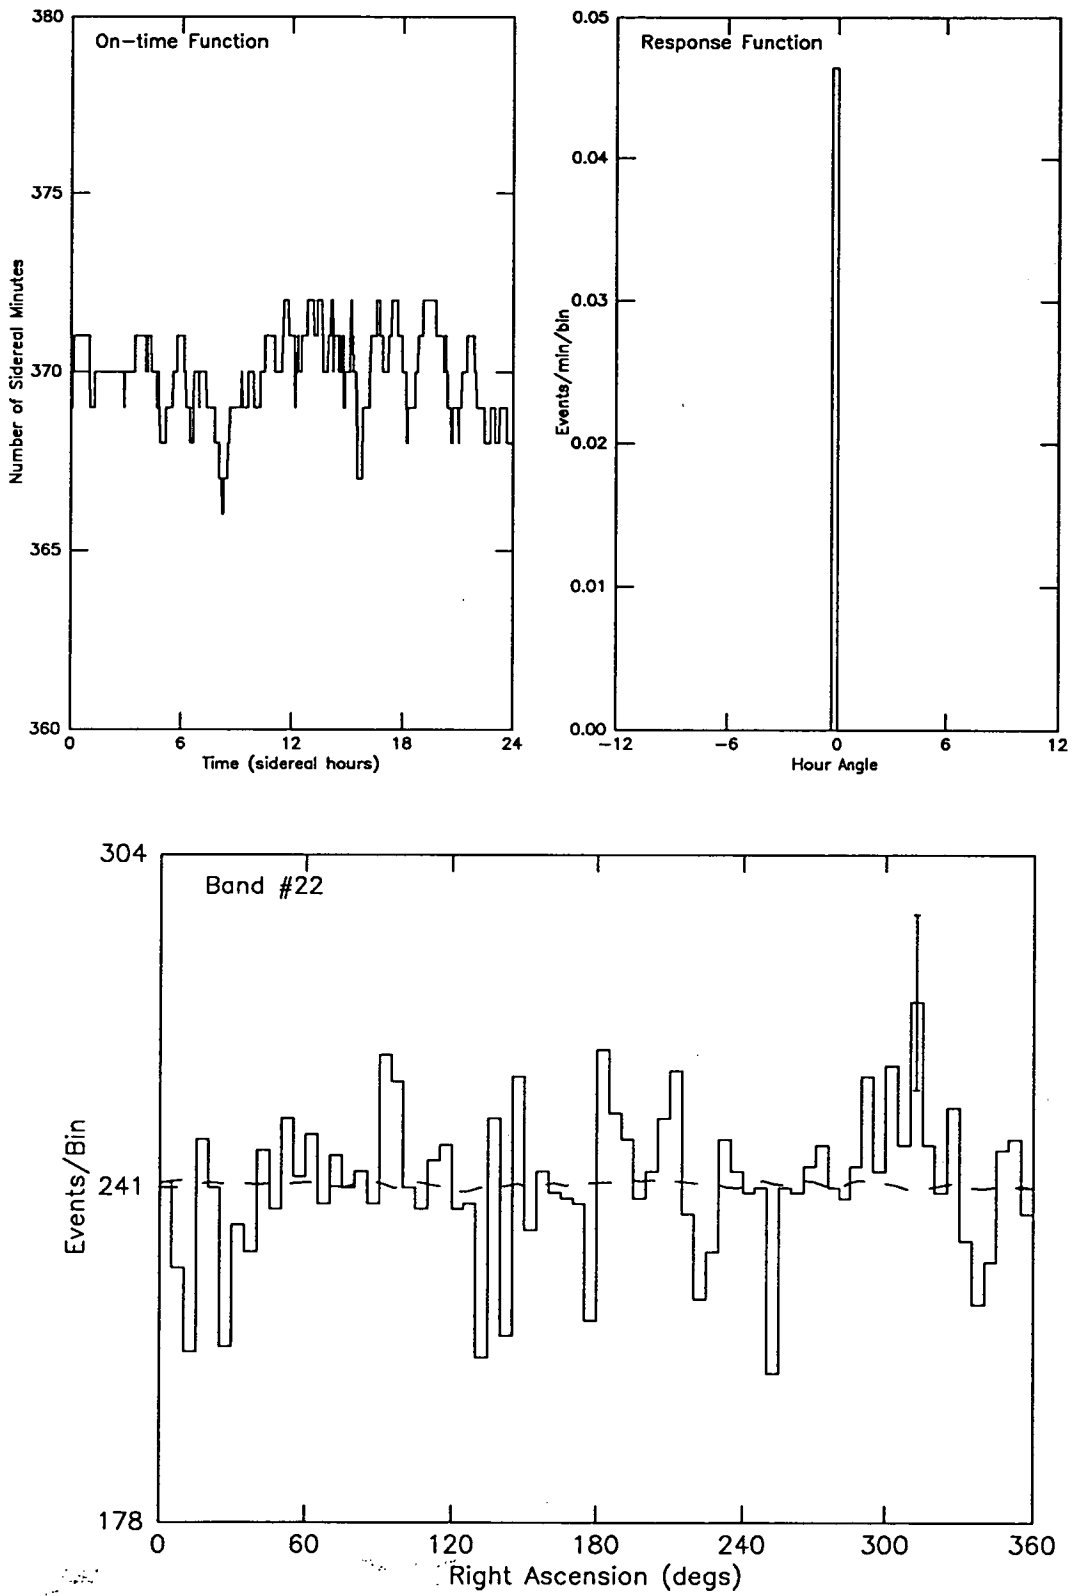 On-time Function
380
375
370
365
360
Number of Sidereal Minutes
0 6 12 18 24
Time (sidereal hours)
Response Function
0.05
0.04
0.03
0.02
0.01
0.00
Events/min/bin
-12 -6 0 6 12
Hour Angle
Band #22
304
241
178
Events/Bin
0 60 120 180 240 300 360
Right Ascension (degs)